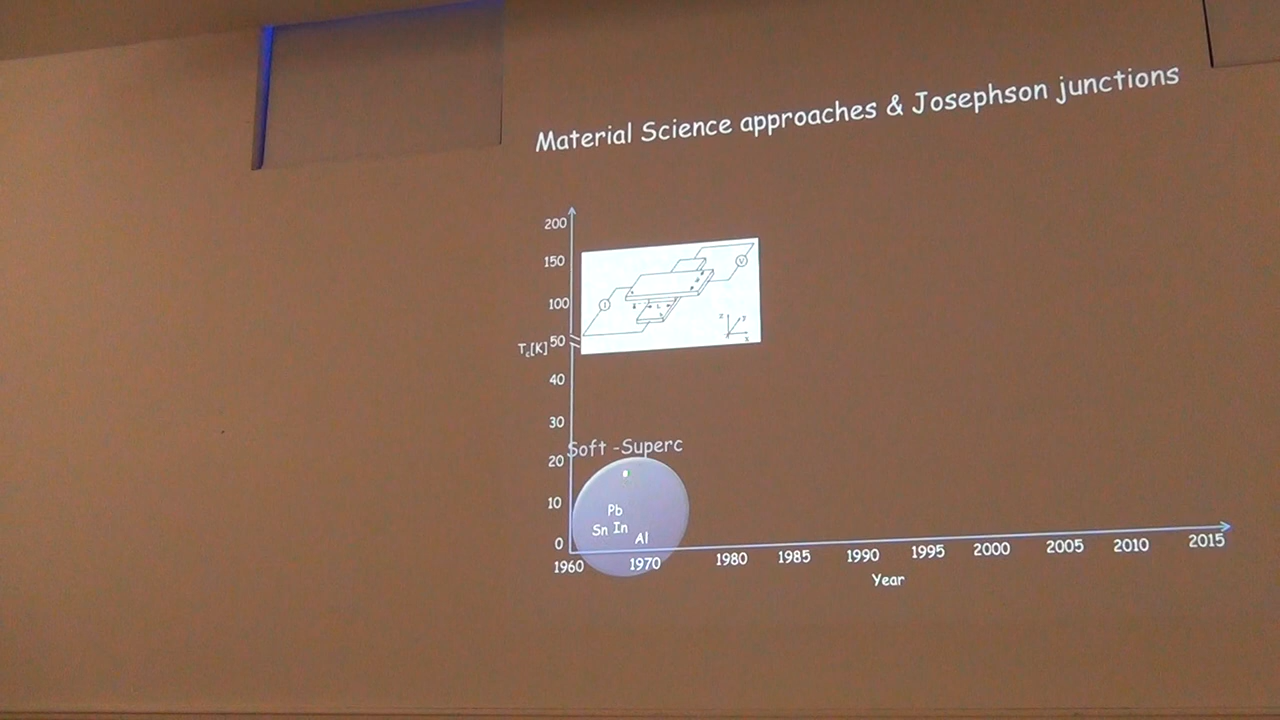 Material Science approaches & Josephson junctions
200
150
100
50
Tc[K]
40
30
20
10
0
I
V
L
z
y
x
Soft -Superc
Pb
Sn In
Al
1960
1970
1980
1985
1990
1995
2000
2005
2010
2015
Year